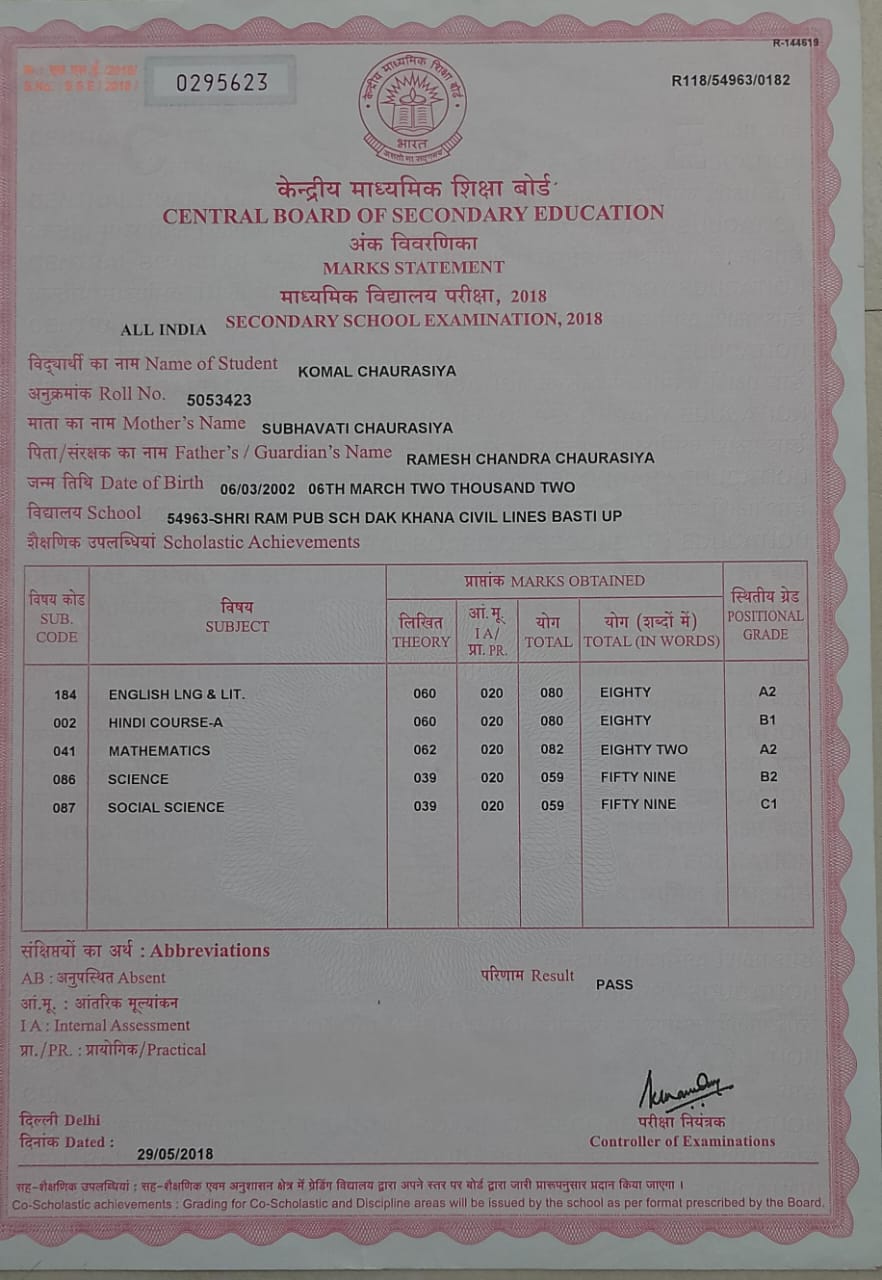 R-144619
S.No. : S S E / 2018 /
0295623
R118/54963/0182
केन्द्रीय माध्यमिक शिक्षा बोर्ड
भारत
असतो मा सद्गमय
केन्द्रीय माध्यमिक शिक्षा बोर्ड
CENTRAL BOARD OF SECONDARY EDUCATION
अंक विवरणिका
MARKS STATEMENT
माध्यमिक विद्यालय परीक्षा, 2018
ALL INDIA SECONDARY SCHOOL EXAMINATION, 2018
विद्यार्थी का नाम Name of Student KOMAL CHAURASIYA
अनुक्रमांक Roll No. 5053423
माता का नाम Mother's Name SUBHAVATI CHAURASIYA
पिता/संरक्षक का नाम Father's / Guardian's Name RAMESH CHANDRA CHAURASIYA
जन्म तिथि Date of Birth 06/03/2002 06TH MARCH TWO THOUSAND TWO
विद्यालय School 54963-SHRI RAM PUB SCH DAK KHANA CIVIL LINES BASTI UP
शैक्षणिक उपलब्धियां Scholastic Achievements
विषय कोड
SUB.
CODE
विषय
SUBJECT
प्राप्तांक MARKS OBTAINED
लिखित
THEORY
आं.मू.
I A/
प्रा. PR.
योग
TOTAL
योग (शब्दों में)
TOTAL (IN WORDS)
स्थितीय ग्रेड
POSITIONAL
GRADE
184 ENGLISH LNG & LIT. 060 020 080 EIGHTY A2
002 HINDI COURSE-A 060 020 080 EIGHTY B1
041 MATHEMATICS 062 020 082 EIGHTY TWO A2
086 SCIENCE 039 020 059 FIFTY NINE B2
087 SOCIAL SCIENCE 039 020 059 FIFTY NINE C1
संक्षिप्तियों का अर्थ : Abbreviations
AB : अनुपस्थित Absent
परिणाम Result PASS
आं.मू. : आंतरिक मूल्यांकन
I A : Internal Assessment
प्रा./PR. : प्रायोगिक/Practical
दिल्ली Delhi
परीक्षा नियंत्रक
दिनांक Dated : 29/05/2018
Controller of Examinations
सह-शैक्षणिक उपलब्धियां : सह-शैक्षणिक एवम अनुशासन क्षेत्र में ग्रेडिंग विद्यालय द्वारा अपने स्तर पर बोर्ड द्वारा जारी प्रारूपनुसार प्रदान किया जाएगा ।
Co-Scholastic achievements : Grading for Co-Scholastic and Discipline areas will be issued by the school as per format prescribed by the Board.